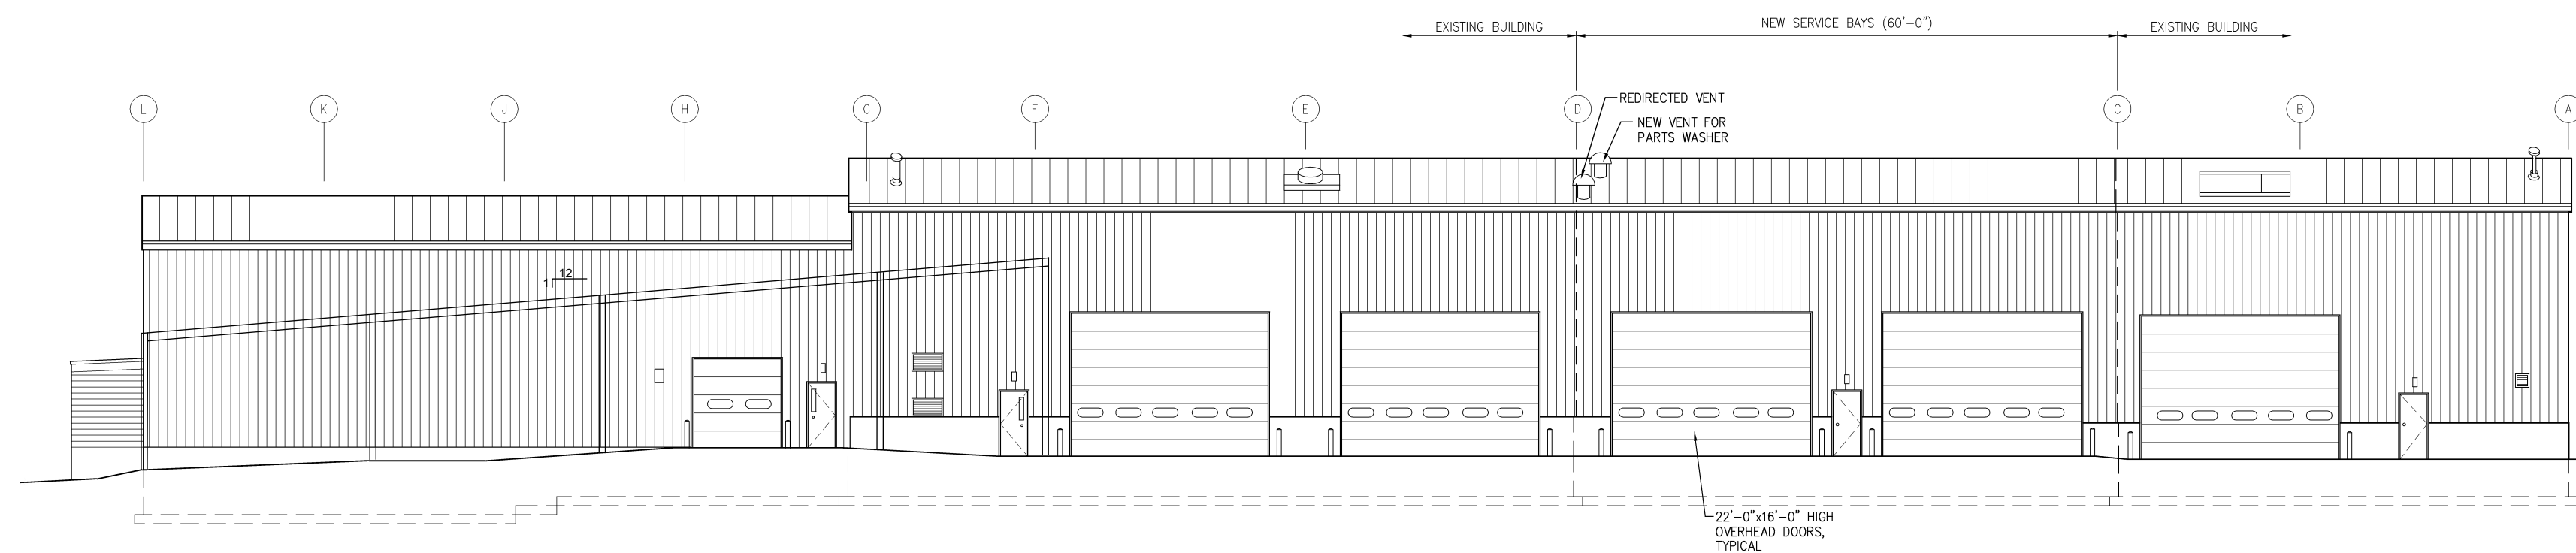 NEW SERVICE BAYS (60'-0")
EXISTING BUILDING
EXISTING BUILDING
L
K
J
H
G
F
E
D
C
B
A
REDIRECTED VENT
NEW VENT FOR
PARTS WASHER
12
1
22'-0"x16'-0" HIGH
OVERHEAD DOORS,
TYPICAL